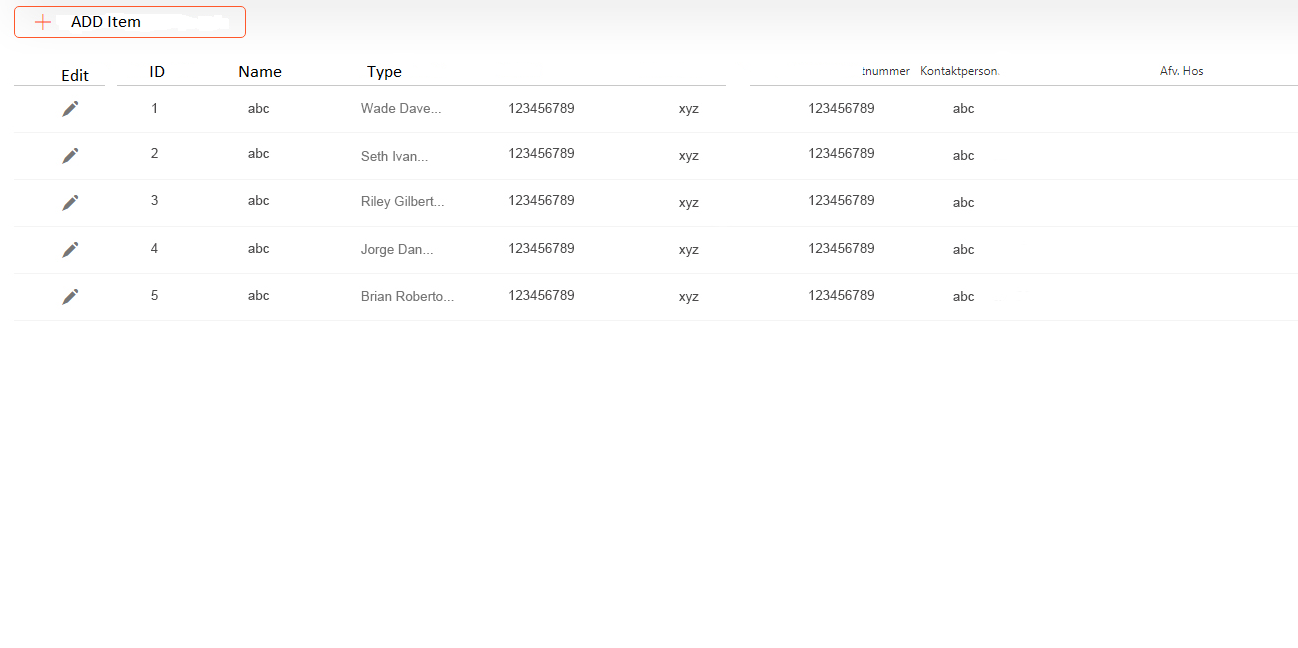 ADD Item
Edit ID Name Type tnummer Kontaktperson. Afv. Hos
1 abc Wade Dave... 123456789 xyz 123456789 abc
2 abc Seth Ivan... 123456789 xyz 123456789 abc
3 abc Riley Gilbert... 123456789 xyz 123456789 abc
4 abc Jorge Dan... 123456789 xyz 123456789 abc
5 abc Brian Roberto... 123456789 xyz 123456789 abc